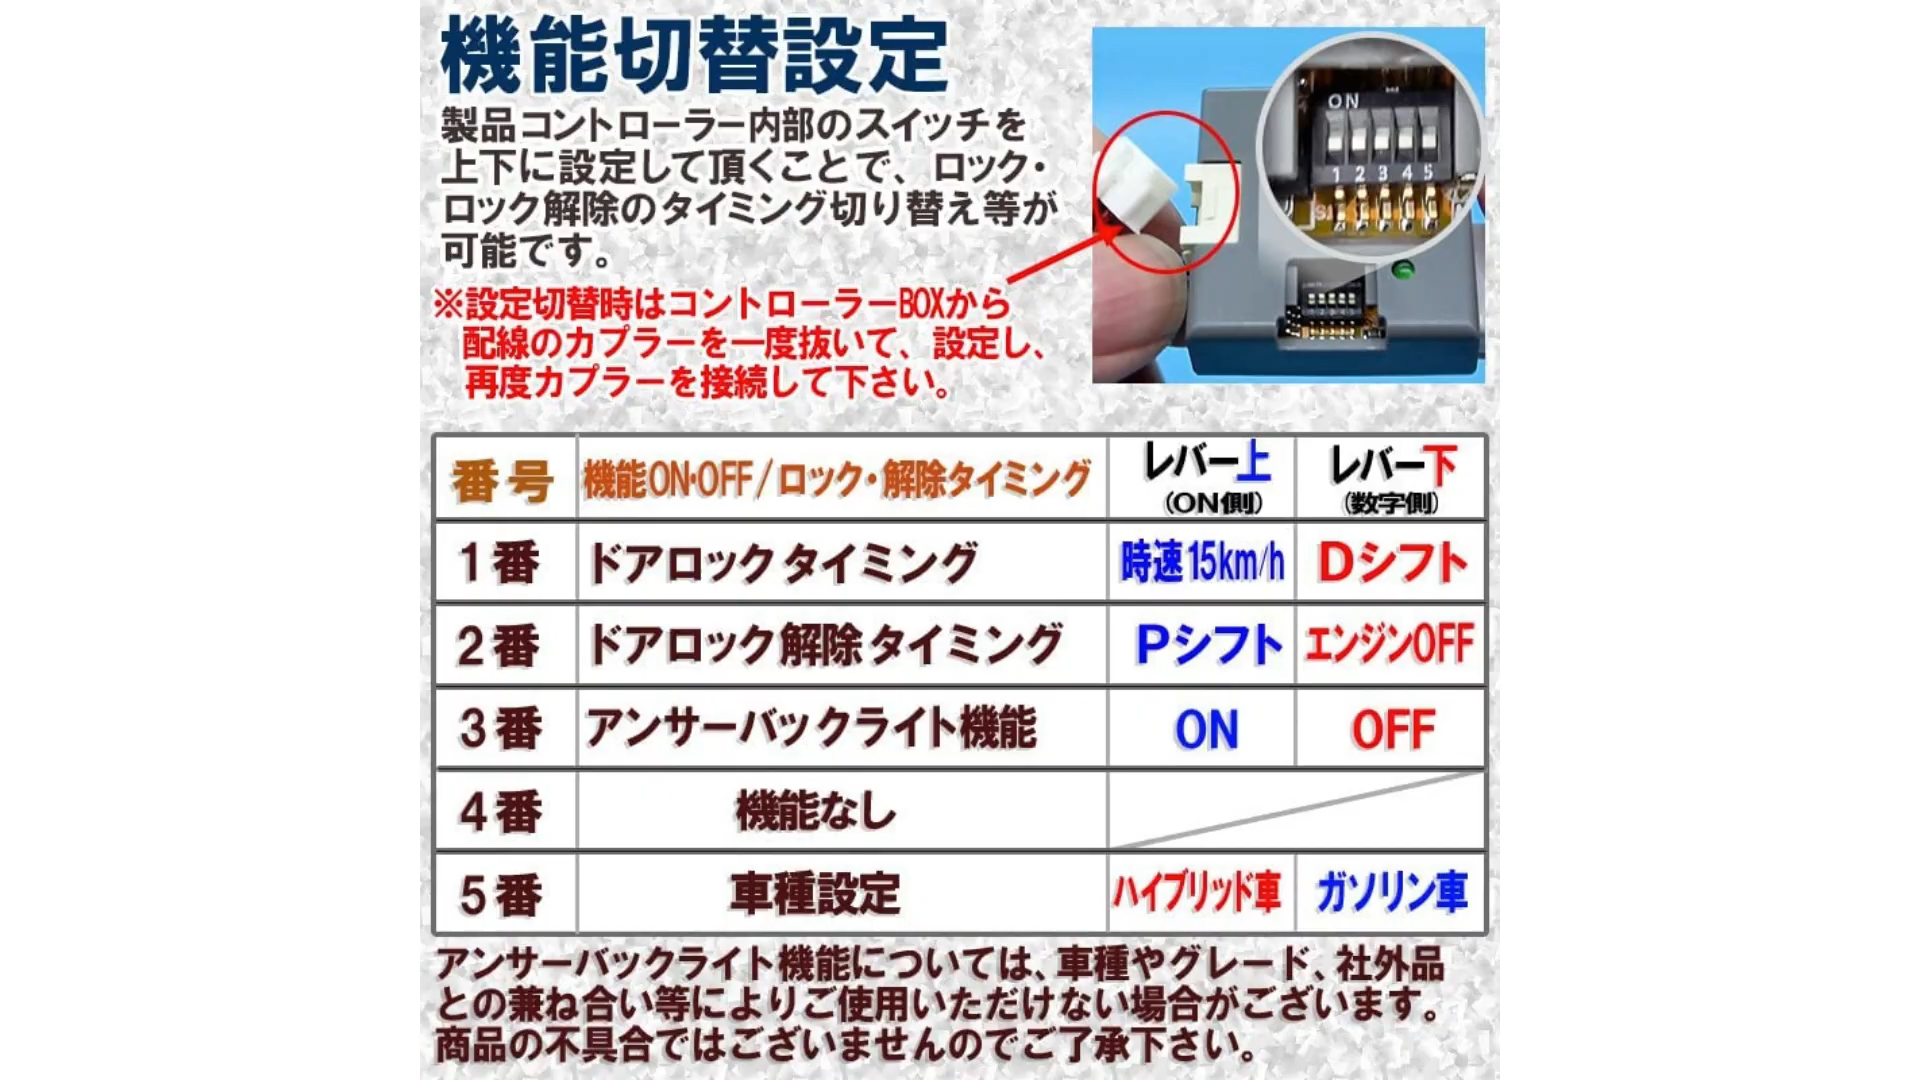 機能切替設定
製品コントローラー内部のスイッチを
上下に設定して頂くことで、ロック・
ロック解除のタイミング切り替え等が
可能です。
※設定切替時はコントローラーBOXから
配線のカプラーを一度抜いて、設定し、
再度カプラーを接続して下さい。
ON
1 2 3 4 5
番号 機能ON・OFF/ロック・解除タイミング レバー上 レバー下
(ON側) (数字側)
1番 ドアロックタイミング 時速15km/h Dシフト
2番 ドアロック解除タイミング Pシフト エンジンOFF
3番 アンサーバックライト機能 ON OFF
4番 機能なし
5番 車種設定 ハイブリッド車 ガソリン車
アンサーバックライト機能については、車種やグレード、社外品
との兼ね合い等によりご使用いただけない場合がございます。
商品の不具合ではございませんのでご了承下さい。